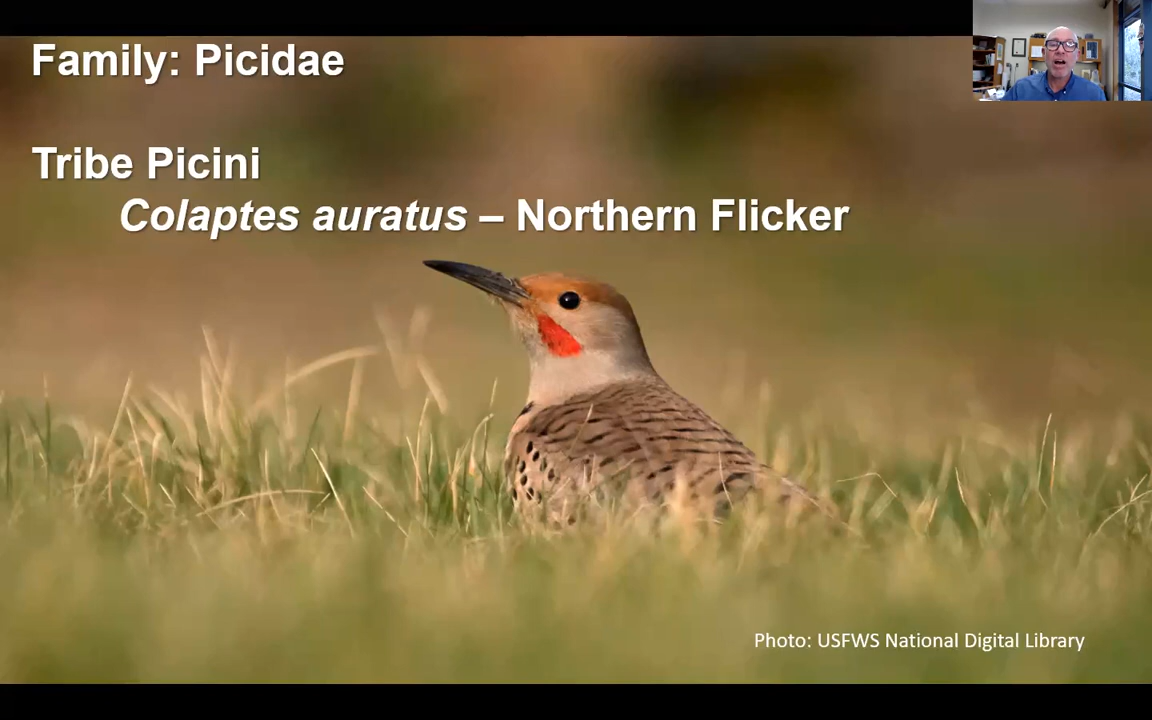 Family: Picidae
Tribe Picini
Colaptes auratus – Northern Flicker
Photo: USFWS National Digital Library